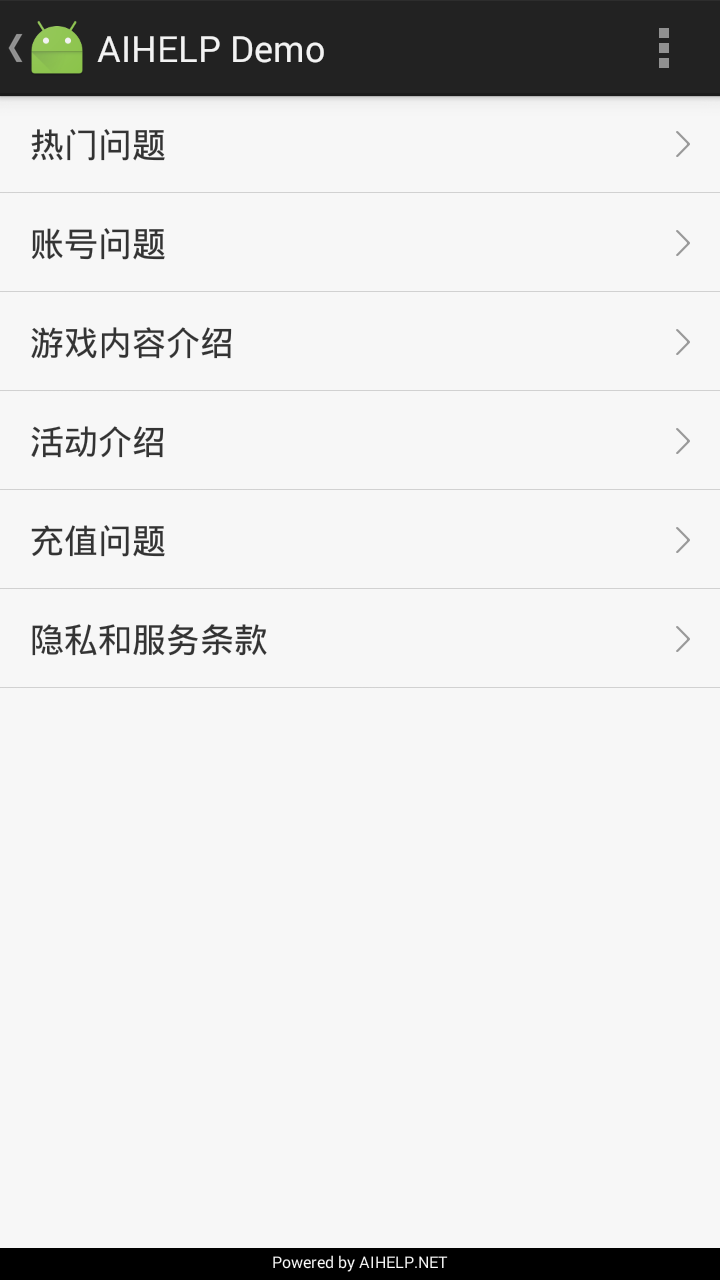 AIHELP Demo
热门问题
账号问题
游戏内容介绍
活动介绍
充值问题
隐私和服务条款
Powered by AIHELP.NET